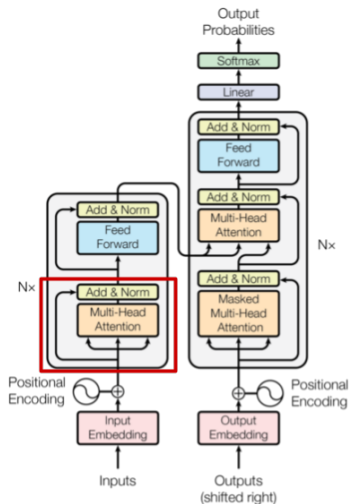 Output
Probabilities
Softmax
Linear
Add & Norm
Feed
Forward
Add & Norm
Multi-Head
Attention
Add & Norm
Masked
Multi-Head
Attention
Nx
Add & Norm
Feed
Forward
Nx
Add & Norm
Multi-Head
Attention
Positional
Encoding
Positional
Encoding
Input
Embedding
Output
Embedding
Inputs
Outputs
(shifted right)